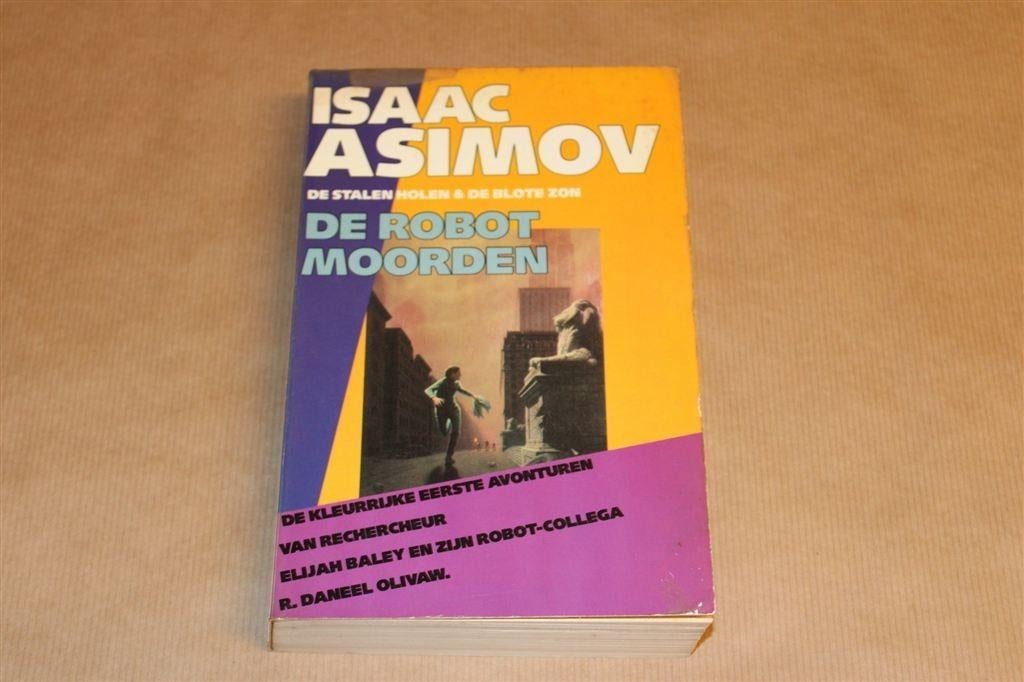 ISAAC
ASIMOV
DE STALEN HOLEN & DE BLOTE ZON
DE ROBOT
MOORDEN
DE KLEURRIJKE EERSTE AVONTUREN
VAN RECHERCHEUR
ELIJAH BALEY EN ZIJN ROBOT-COLLEGA
R. DANEEL OLIVAW.